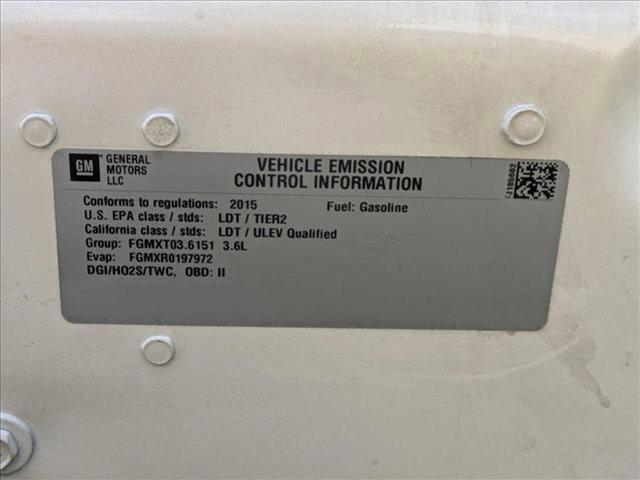 GM
GENERAL
MOTORS
LLC
VEHICLE EMISSION
CONTROL INFORMATION
Conforms to regulations: 2015 Fuel: Gasoline
U.S. EPA class / stds: LDT / TIER2
California class / stds: LDT / ULEV Qualified
Group: FGMXT03.6151 3.6L
Evap: FGMXR0197972
DGI/HO2S/TWC, OBD: II